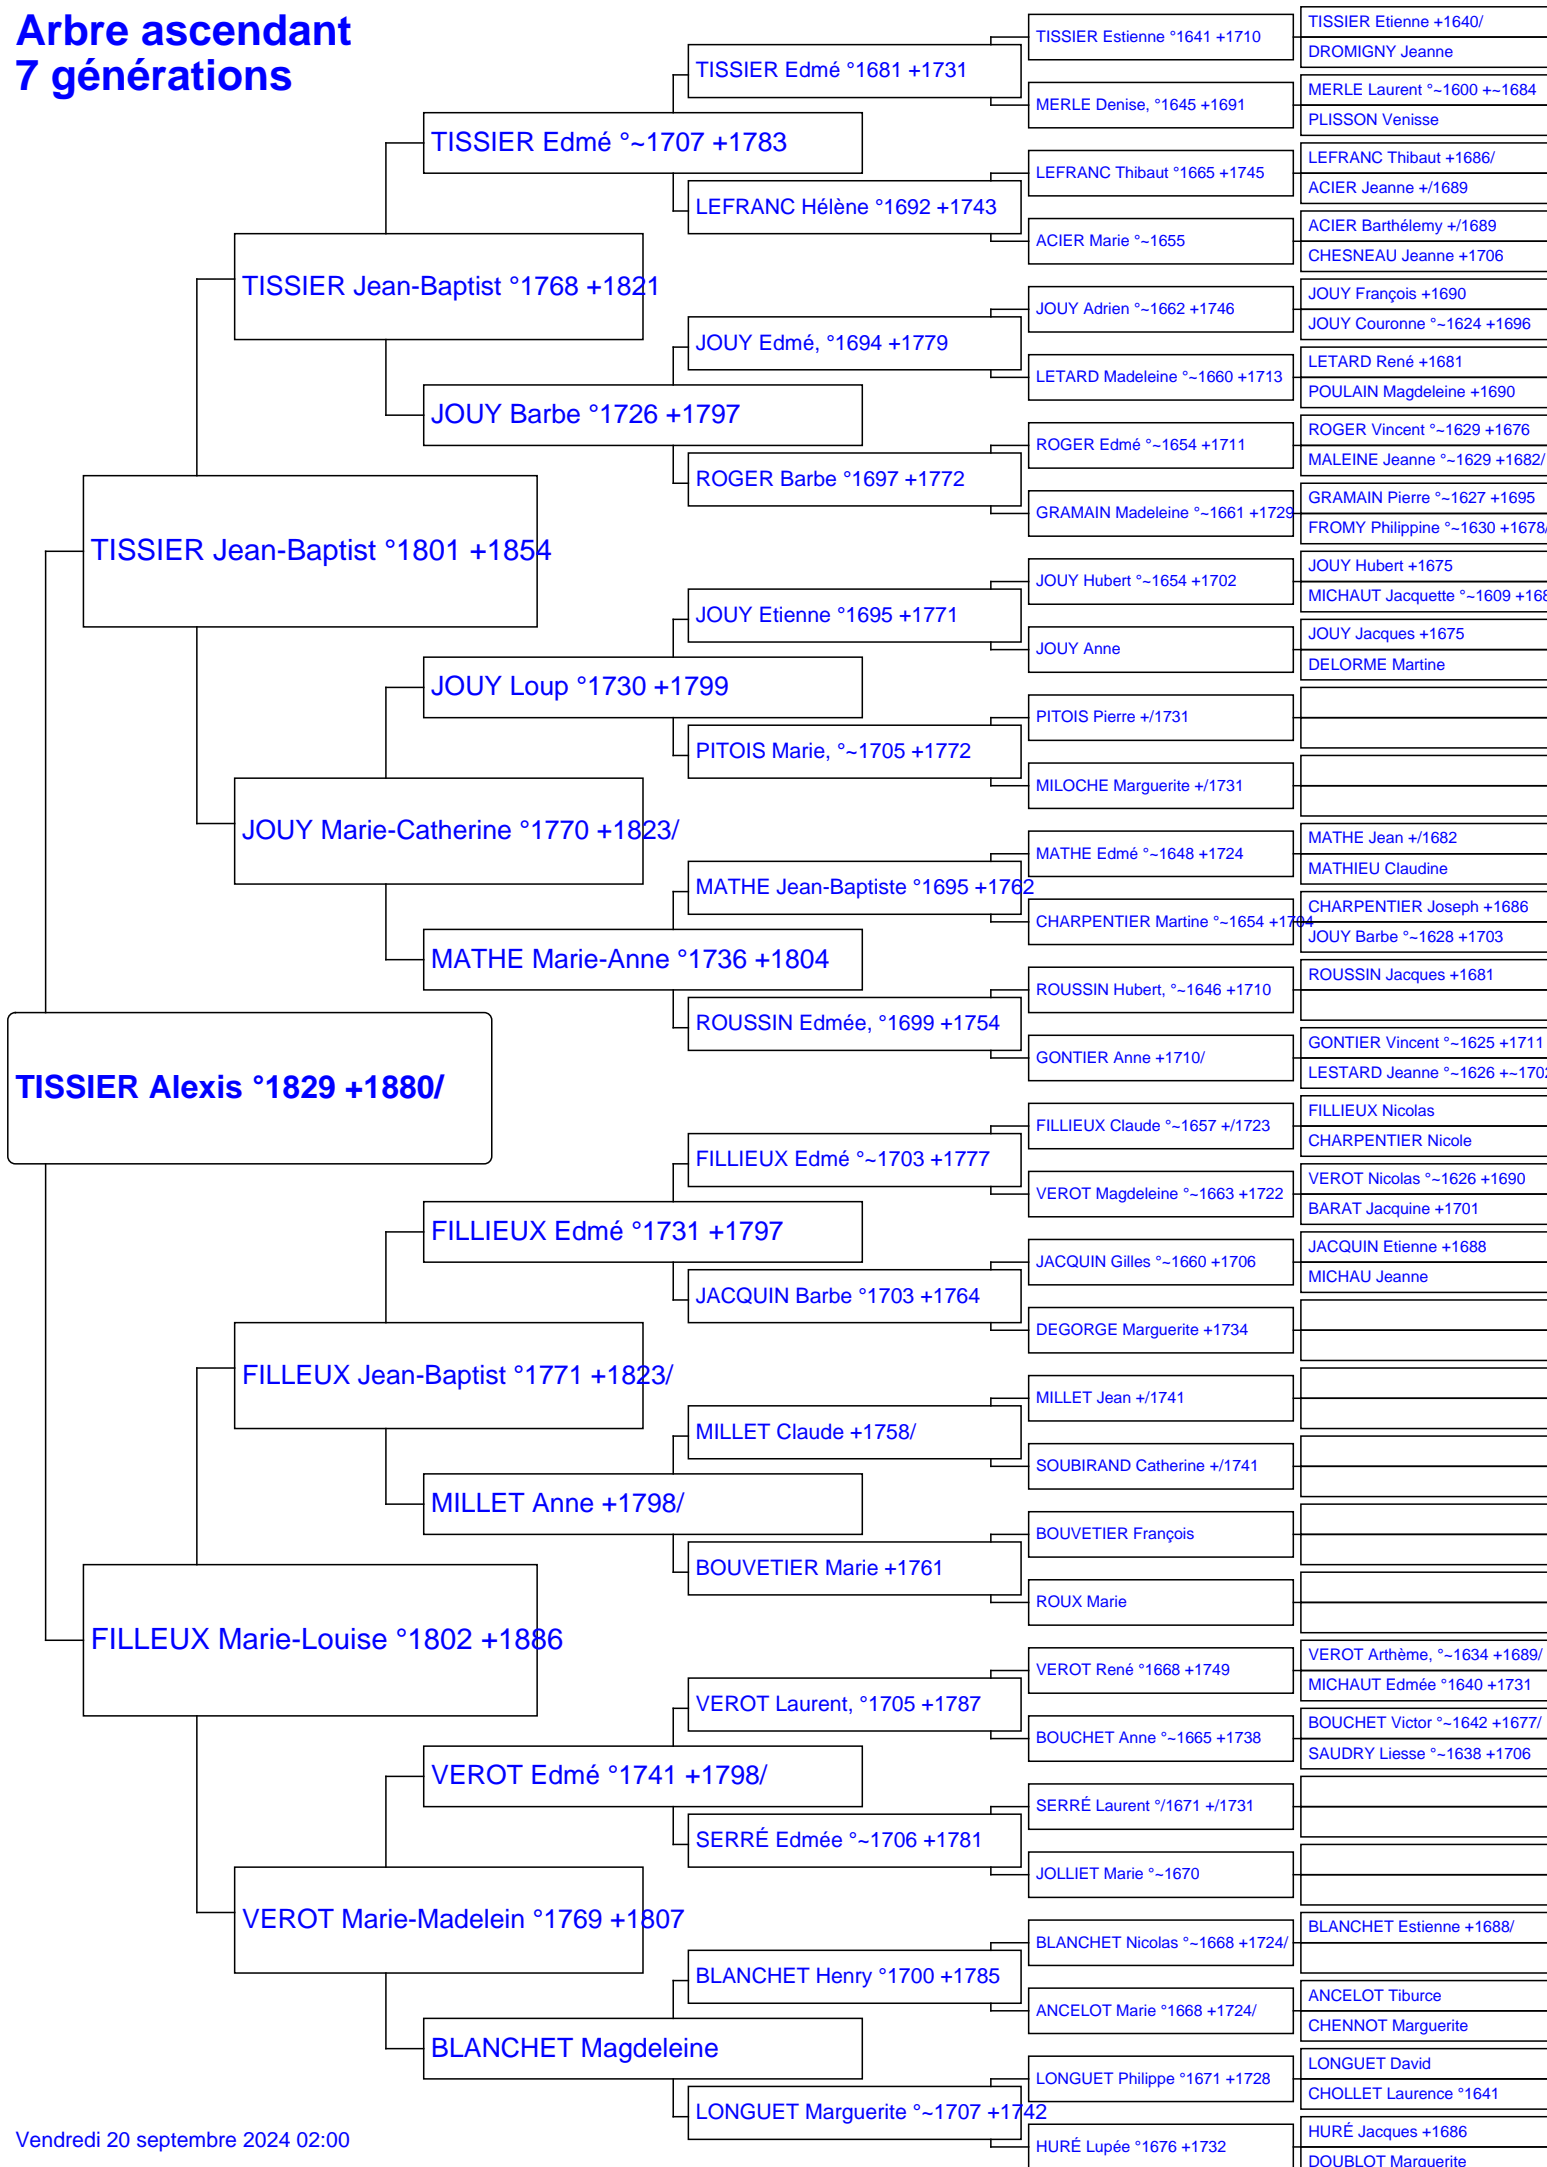 Arbre ascendant
7 générations
TISSIER Alexis °1829 +1880/
TISSIER Jean-Baptist °1801 +1854
FILLEUX Marie-Louise °1802 +1886
TISSIER Jean-Baptist °1768 +1821
JOUY Marie-Catherine °1770 +1823/
FILLEUX Jean-Baptist °1771 +1823/
VEROT Marie-Madelein °1769 +1807
TISSIER Edmé °~1707 +1783
JOUY Barbe °1726 +1797
JOUY Loup °1730 +1799
MATHE Marie-Anne °1736 +1804
FILLIEUX Edmé °1731 +1797
MILLET Anne +1798/
VEROT Edmé °1741 +1798/
BLANCHET Magdeleine
TISSIER Edmé °1681 +1731
LEFRANC Hélène °1692 +1743
JOUY Edmé, °1694 +1779
ROGER Barbe °1697 +1772
JOUY Etienne °1695 +1771
PITOIS Marie, °~1705 +1772
MATHE Jean-Baptiste °1695 +1762
ROUSSIN Edmée, °1699 +1754
FILLIEUX Edmé °~1703 +1777
JACQUIN Barbe °1703 +1764
MILLET Claude +1758/
BOUVETIER Marie +1761
VEROT Laurent, °1705 +1787
SERRÉ Edmée °~1706 +1781
BLANCHET Henry °1700 +1785
LONGUET Marguerite °~1707 +1742
TISSIER Estienne °1641 +1710
MERLE Denise, °1645 +1691
LEFRANC Thibaut °1665 +1745
ACIER Marie °~1655
JOUY Adrien °~1662 +1746
LETARD Madeleine °~1660 +1713
ROGER Edmé °~1654 +1711
GRAMAIN Madeleine °~1661 +1729
JOUY Hubert °~1654 +1702
JOUY Anne
PITOIS Pierre +/1731
MILOCHE Marguerite +/1731
MATHE Edmé °~1648 +1724
CHARPENTIER Martine °~1654 +1704
ROUSSIN Hubert, °~1646 +1710
GONTIER Anne +1710/
FILLIEUX Claude °~1657 +/1723
VEROT Magdeleine °~1663 +1722
JACQUIN Gilles °~1660 +1706
DEGORGE Marguerite +1734
MILLET Jean +/1741
SOUBIRAND Catherine +/1741
BOUVETIER François
ROUX Marie
VEROT René °1668 +1749
BOUCHET Anne °~1665 +1738
SERRÉ Laurent °/1671 +/1731
JOLLIET Marie °~1670
BLANCHET Nicolas °~1668 +1724/
ANCELOT Marie °1668 +1724/
LONGUET Philippe °1671 +1728
HURÉ Lupée °1676 +1732
TISSIER Etienne +1640/
DROMIGNY Jeanne
MERLE Laurent °~1600 +~1684
PLISSON Venisse
LEFRANC Thibaut +1686/
ACIER Jeanne +/1689
ACIER Barthélemy +/1689
CHESNEAU Jeanne +1706
JOUY François +1690
JOUY Couronne °~1624 +1696
LETARD René +1681
POULAIN Magdeleine +1690
ROGER Vincent °~1629 +1676
MALEINE Jeanne °~1629 +1682/
GRAMAIN Pierre °~1627 +1695
FROMY Philippine °~1630 +1678/
JOUY Hubert +1675
MICHAUT Jacquette °~1609 +168
JOUY Jacques +1675
DELORME Martine
MATHE Jean +/1682
MATHIEU Claudine
CHARPENTIER Joseph +1686
JOUY Barbe °~1628 +1703
ROUSSIN Jacques +1681
GONTIER Vincent °~1625 +1711
LESTARD Jeanne °~1626 +~1702
FILLIEUX Nicolas
CHARPENTIER Nicole
VEROT Nicolas °~1626 +1690
BARAT Jacquine +1701
JACQUIN Etienne +1688
MICHAU Jeanne
VEROT Arthème, °~1634 +1689/
MICHAUT Edmée °1640 +1731
BOUCHET Victor °~1642 +1677/
SAUDRY Liesse °~1638 +1706
BLANCHET Estienne +1688/
ANCELOT Tiburce
CHENNOT Marguerite
LONGUET David
CHOLLET Laurence °1641
HURÉ Jacques +1686
DOUBLOT Marguerite
Vendredi 20 septembre 2024 02:00